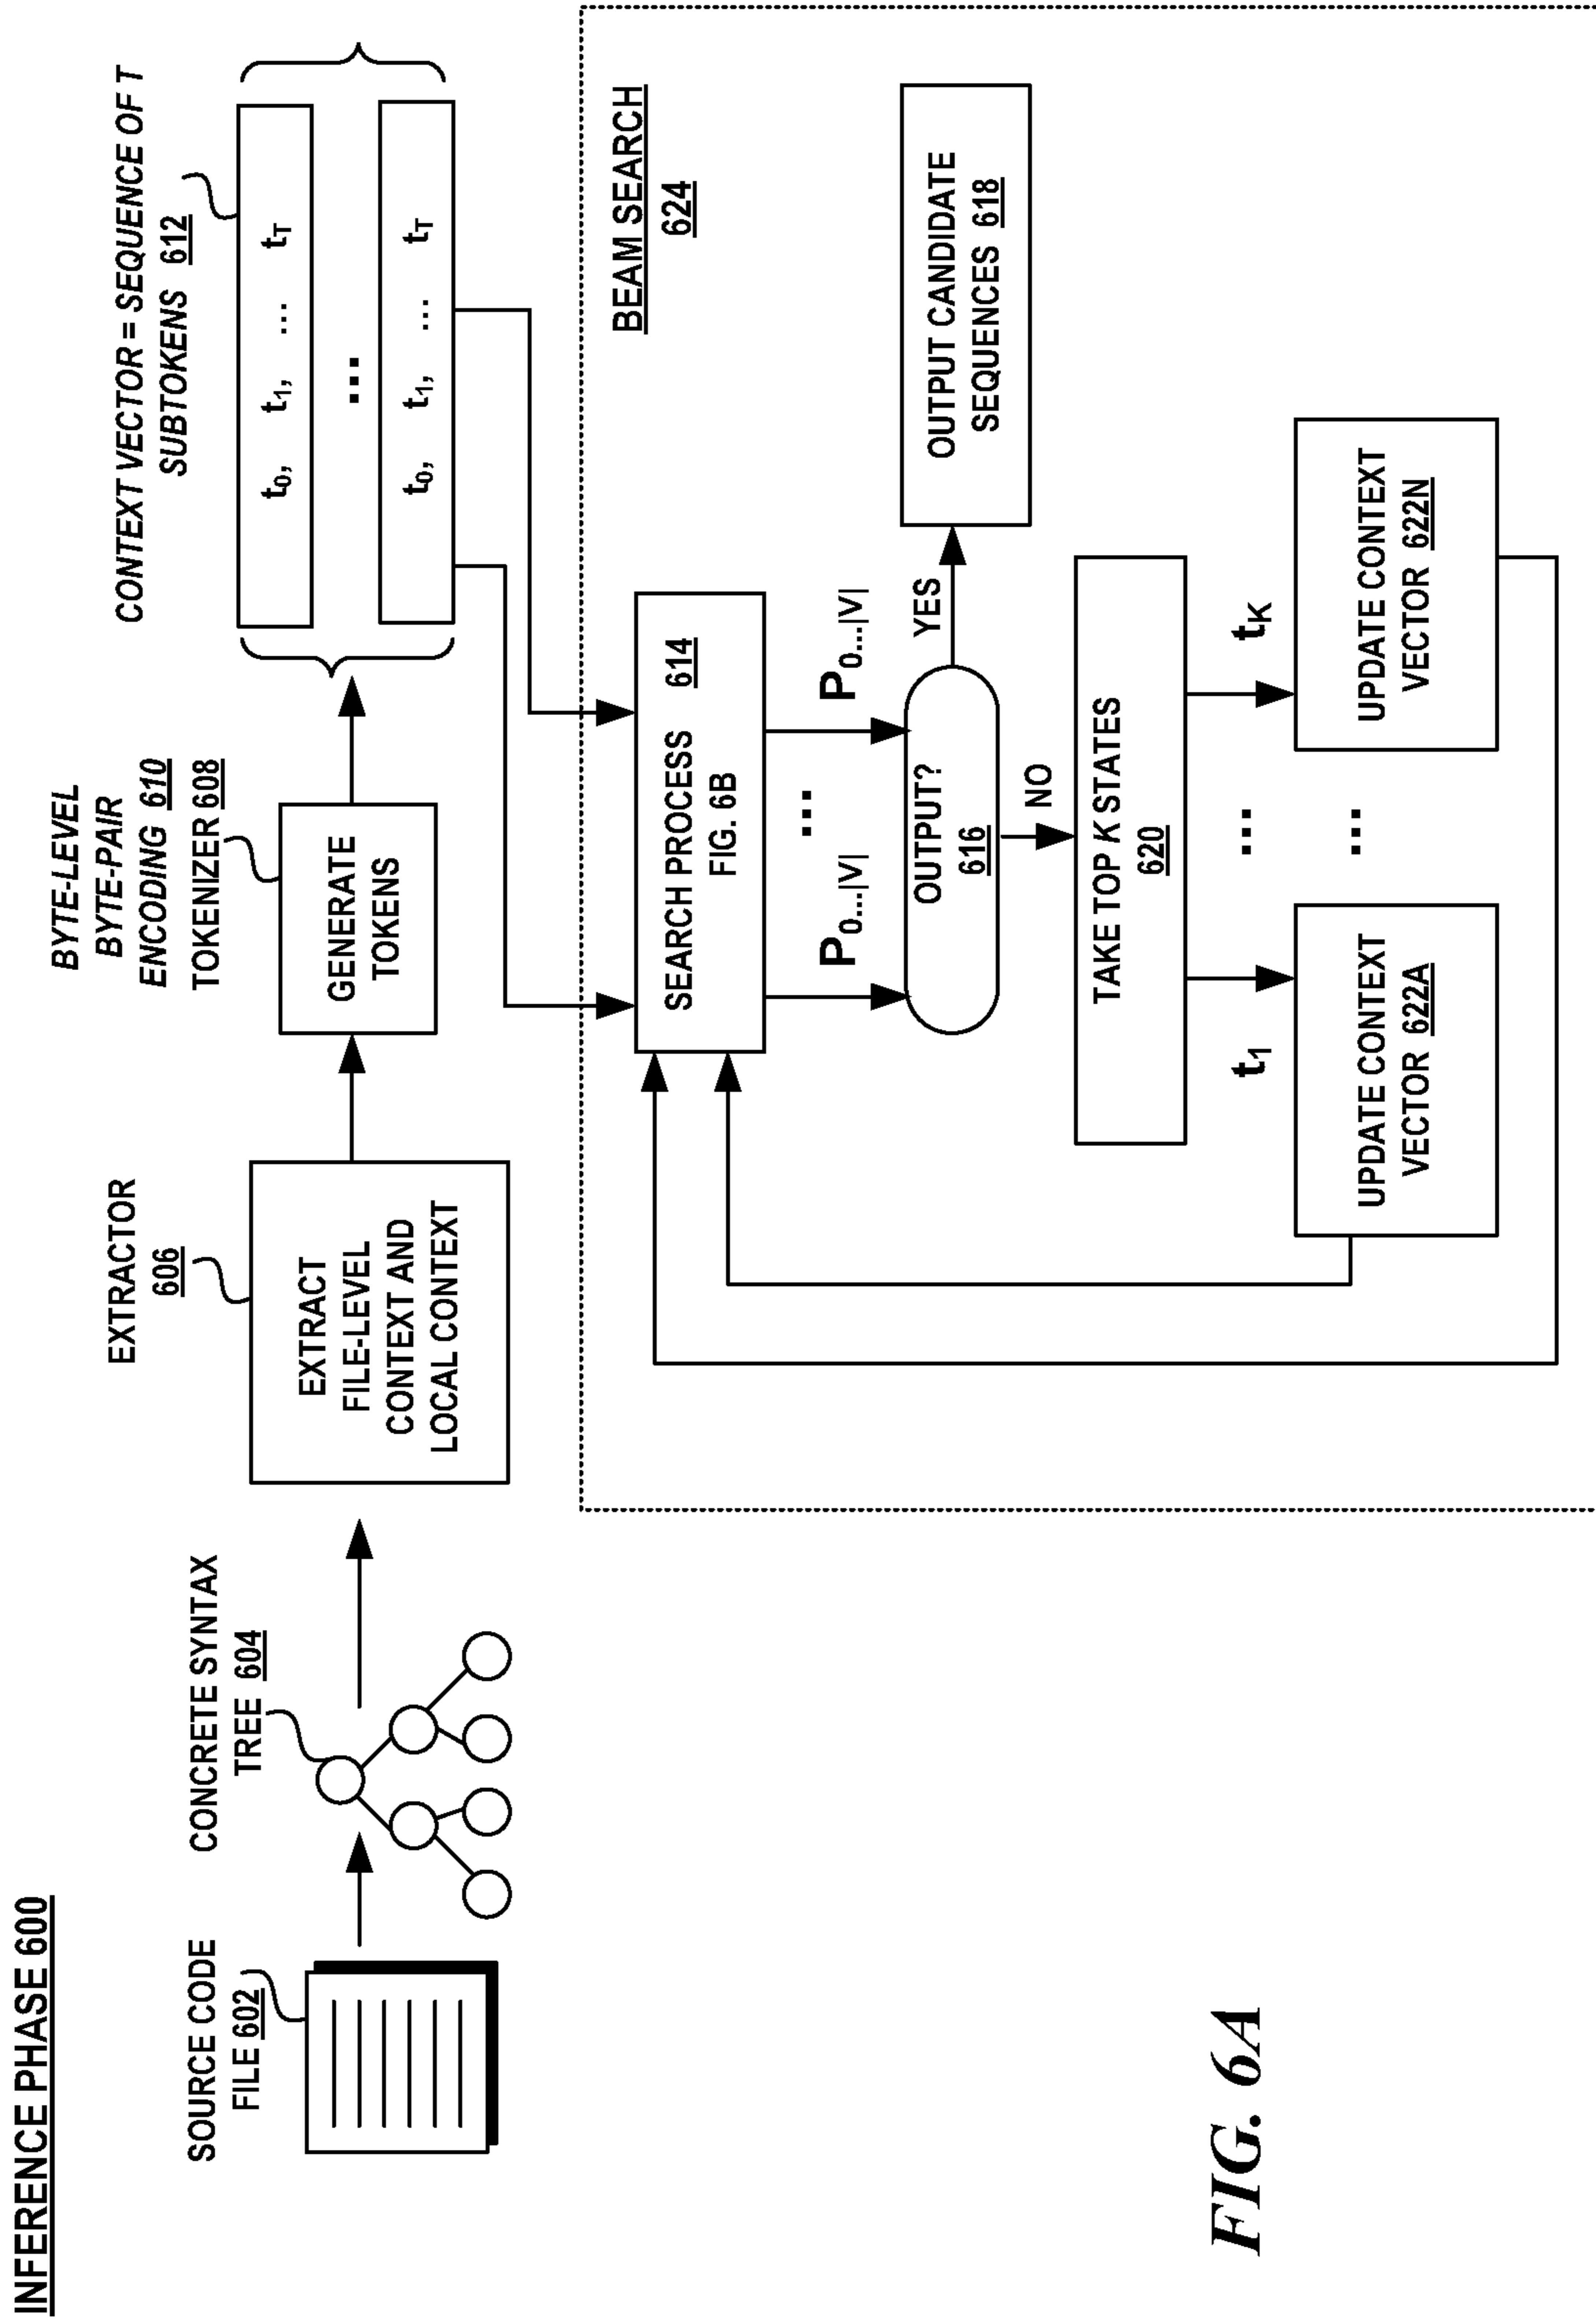 INFERENCE PHASE 600
SOURCE CODE
FILE 602
CONCRETE SYNTAX
TREE 604
EXTRACTOR
606
EXTRACT
FILE-LEVEL
CONTEXT AND
LOCAL CONTEXT
BYTE-LEVEL
BYTE-PAIR
ENCODING 610
TOKENIZER 608
GENERATE
TOKENS
CONTEXT VECTOR = SEQUENCE OF T
SUBTOKENS 612
t0, t1, ... tT
...
t0, t1, ... tT
BEAM SEARCH
624
SEARCH PROCESS 614
FIG. 6B
P0...|V| ... P0...|V|
OUTPUT?
616
YES
OUTPUT CANDIDATE
SEQUENCES 618
NO
TAKE TOP K STATES
620
t1 ... tK
UPDATE CONTEXT
VECTOR 622A
...
UPDATE CONTEXT
VECTOR 622N
FIG. 6A